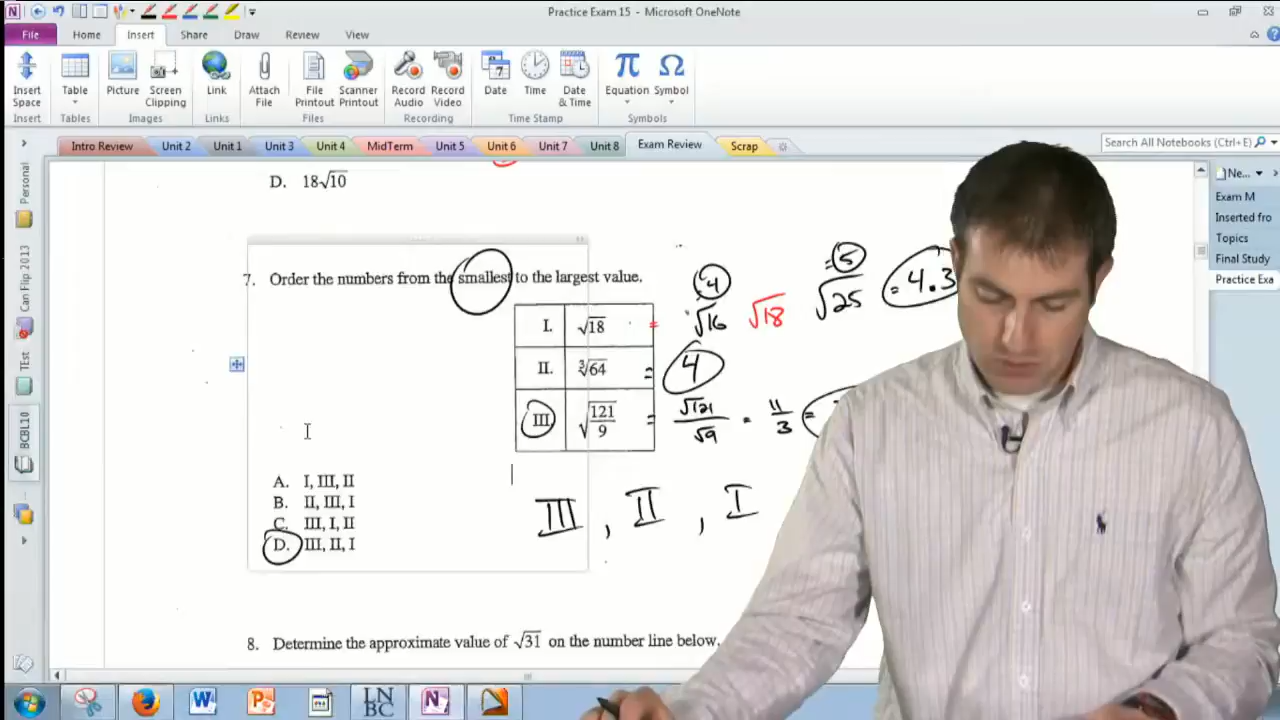 Practice Exam 15 - Microsoft OneNote
File Home Insert Share Draw Review View
Insert Space Table Picture Screen Clipping Link Attach File File Printout Scanner Printout Record Audio Record Video Date Time Date & Time Equation Symbol
Insert Tables Images Links Files Recording Time Stamp Symbols
Intro Review Unit 2 Unit 1 Unit 3 Unit 4 MidTerm Unit 5 Unit 6 Unit 7 Unit 8 Exam Review Scrap Search All Notebooks (Ctrl+E)
Personal
Can Flip 2013
TEst
BCBL10
Ne...
Exam M
Inserted fro
Topics
Final Study
Practice Exa
D. 18√10
7. Order the numbers from the smallest to the largest value.
I. √18 =
√16 √18 √25 = 4.3
4 =5
II. ∛64 = 4
III √121/9 = √121/√9 = 11/3 =
A. I, III, II
B. II, III, I
C. III, I, II
D. III, II, I
III , II , I
8. Determine the approximate value of √31 on the number line below.
LN BC